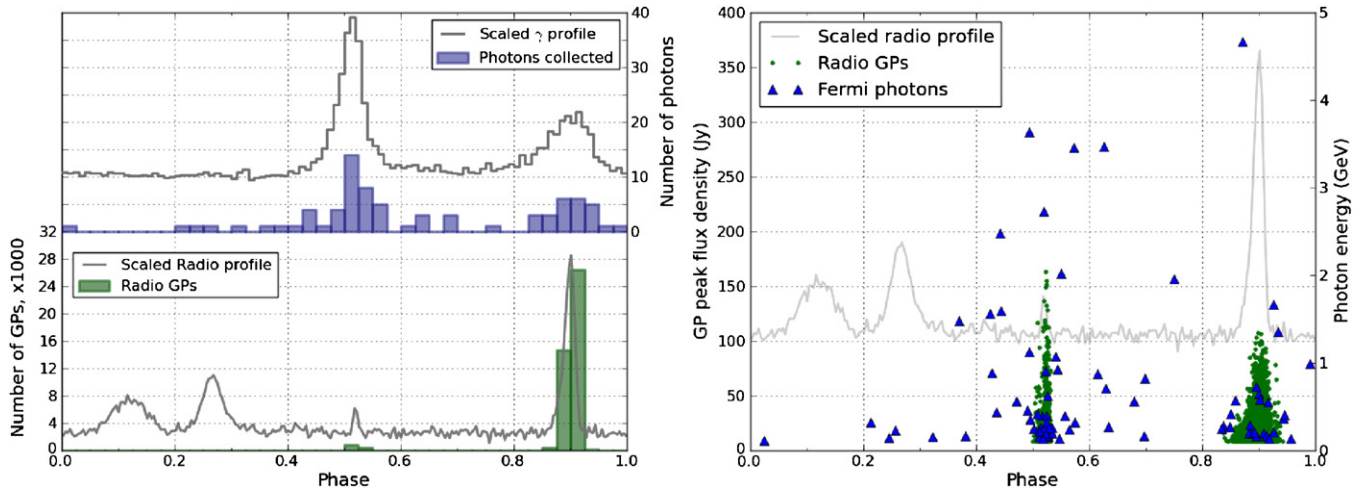 40
30
20
10
0
Number of photons
Scaled γ profile
Photons collected
32
28
24
20
16
12
8
4
0
Number of GPs, x1000
Scaled Radio profile
Radio GPs
0.0 0.2 0.4 0.6 0.8 1.0
Phase
400
350
300
250
200
150
100
50
0
GP peak flux density (Jy)
Scaled radio profile
Radio GPs
Fermi photons
5
4
3
2
1
0
Photon energy (GeV)
0.0 0.2 0.4 0.6 0.8 1.0
Phase